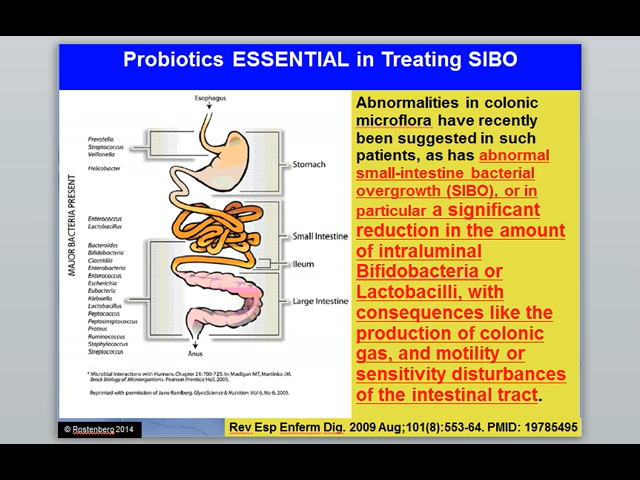 Probiotics ESSENTIAL in Treating SIBO
Esophagus
MAJOR BACTERIA PRESENT
Prevotella
Streptococcus
Veillonella
Helicobacter
Stomach
Enterococcus
Lactobacillus
Small Intestine
Bacteroides
Bifidobacteria
Clostridia
Enterobacteria
Enterococcus
Escherichia
Eubacteria
Klebsiella
Lactobacillus
Peptococcus
Peptostreptococcus
Proteus
Ruminococcus
Staphylococcus
Streptococcus
Ileum
Large Intestine
Anus
* Microbial Interactions with Humans. Chapter 21: 700-725. In: Madigan MT, Martinko JM.
Brock Biology of Microorganisms. Pearson Prentice Hall, 2005.
Reprinted with permission of Jane Ramberg. GlycoScience & Nutrition. Vol 6, No 6, 2005.
Abnormalities in colonic
microflora have recently
been suggested in such
patients, as has abnormal
small-intestine bacterial
overgrowth (SIBO), or in
particular a significant
reduction in the amount
of intraluminal
Bifidobacteria or
Lactobacilli, with
consequences like the
production of colonic
gas, and motility or
sensitivity disturbances
of the intestinal tract.
© Rostenberg 2014
Rev Esp Enferm Dig. 2009 Aug;101(8):553-64. PMID: 19785495